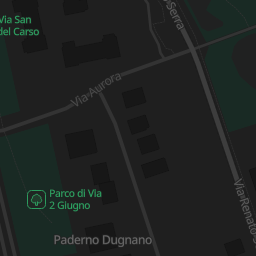 Via San
del Carso
Serra
Via Aurora
Parco di Via
2 Giugno
Via Renato S
Paderno Dugnano